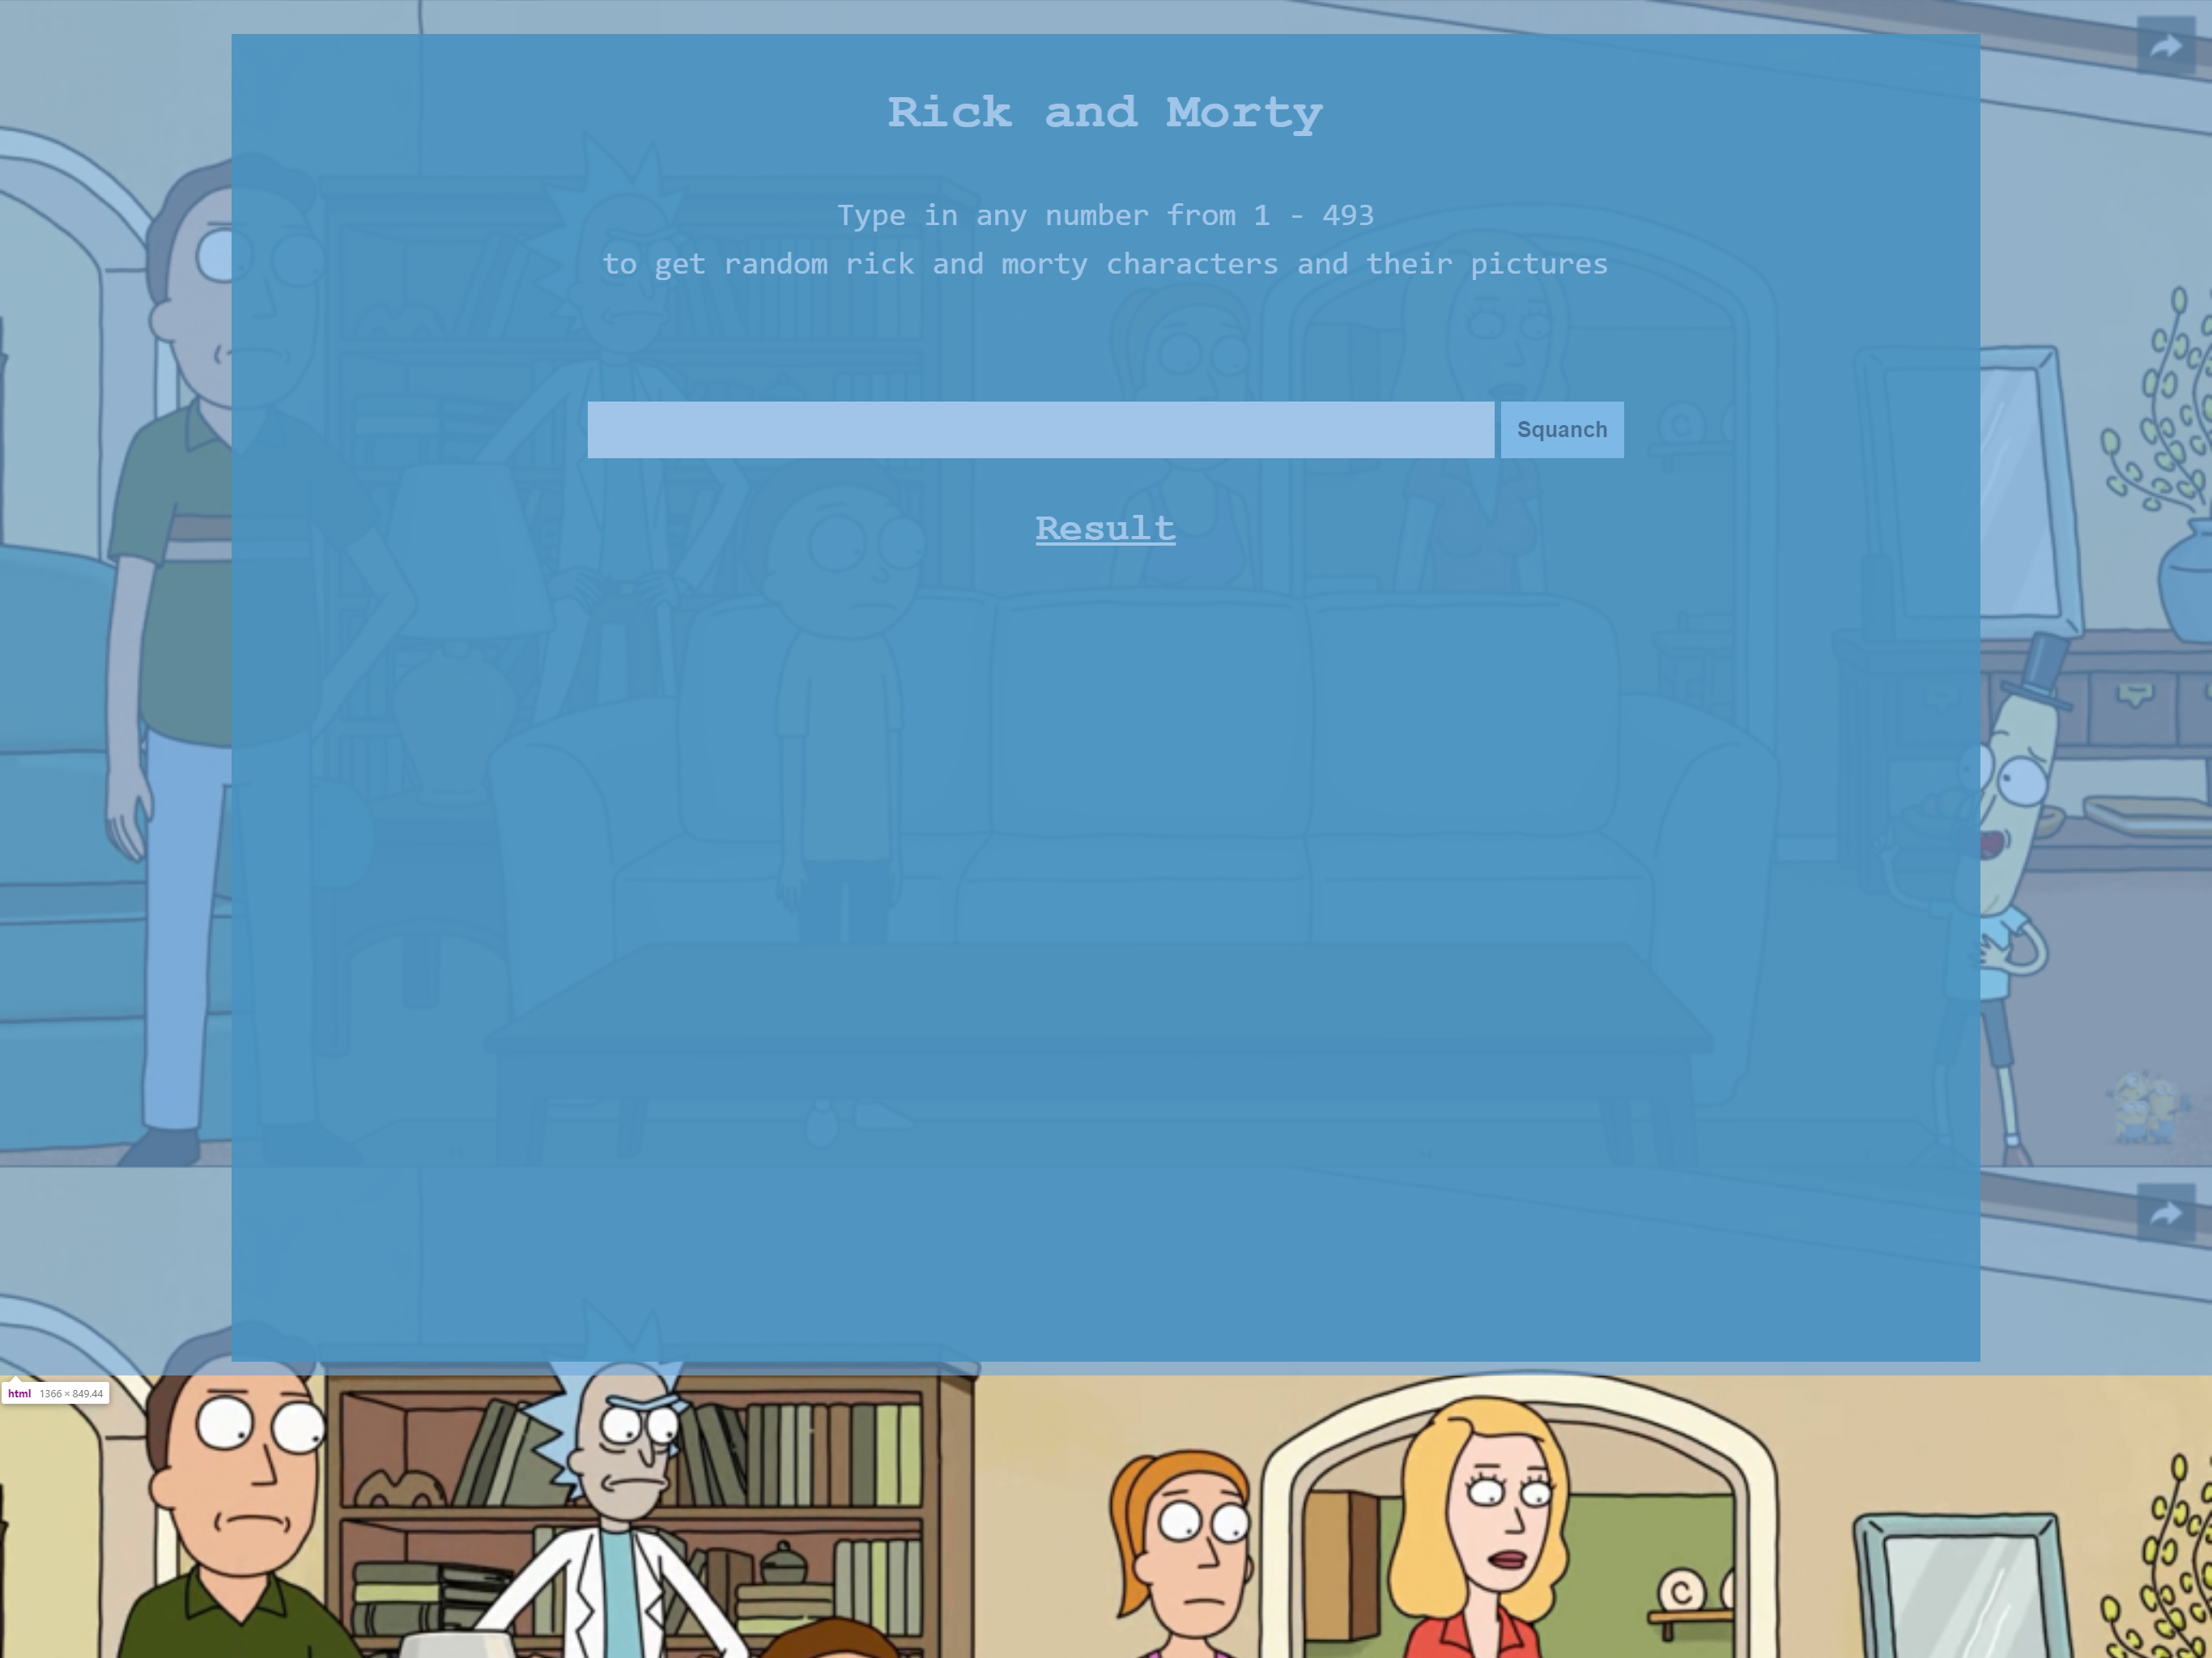 Rick and Morty
Type in any number from 1 - 493
to get random rick and morty characters and their pictures
Squanch
Result
html 1366 × 849.44
C